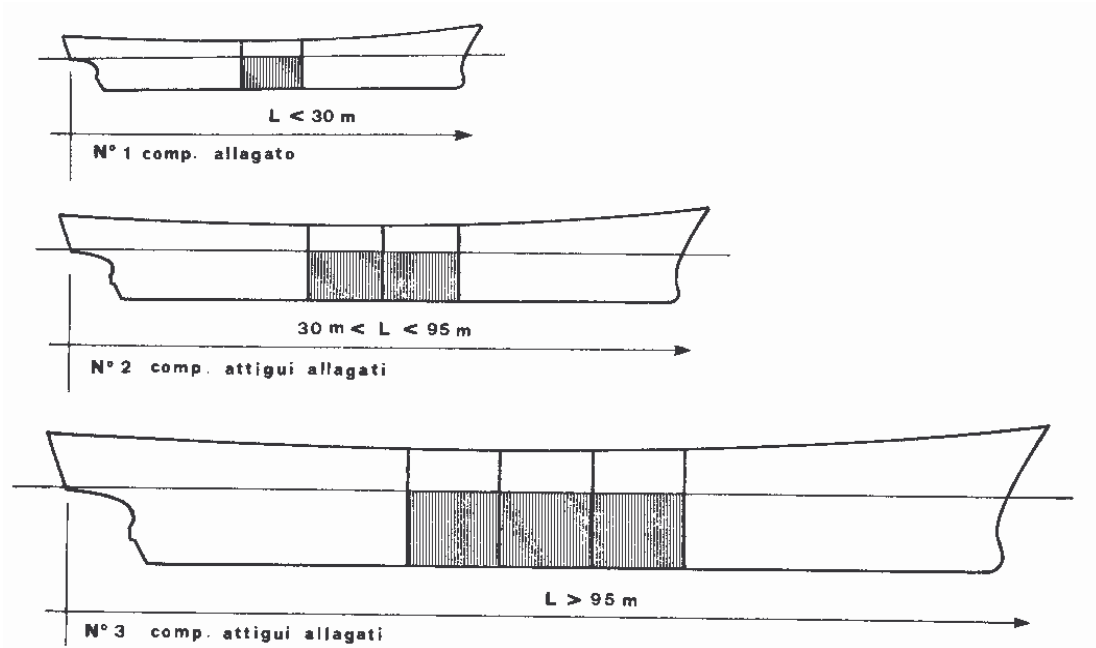 L < 30 m
N° 1 comp. allagato
30 m < L < 95 m
N° 2 comp. attigui allagati
L > 95 m
N° 3 comp. attigui allagati